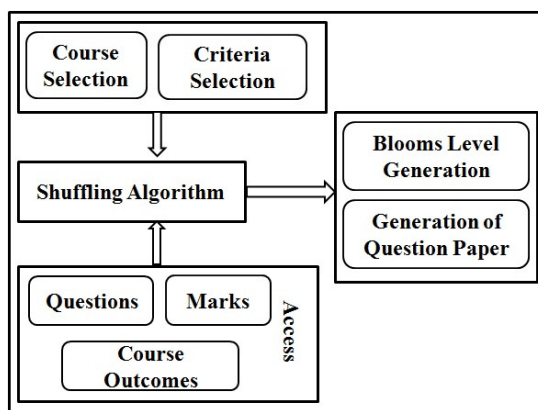 Course
Selection
Criteria
Selection
Shuffling Algorithm
Blooms Level
Generation
Generation of
Question Paper
Questions
Marks
Access
Course
Outcomes